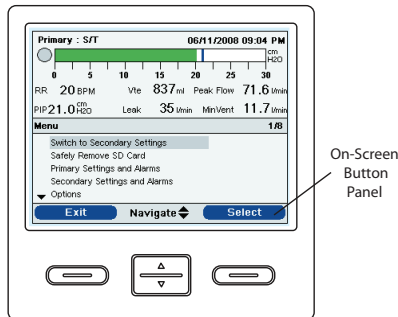 Primary : S/T 06/11/2008 09:04 PM
cm H2O
0 5 10 15 20 25 30
RR 20 BPM Vte 837 ml Peak Flow 71.6 l/min
PIP 21.0 cm H2O Leak 35 l/min MinVent 11.7 l/min
Menu 1/8
Switch to Secondary Settings
Safely Remove SD Card
Primary Settings and Alarms
Secondary Settings and Alarms
Options
Exit Navigate Select
On-Screen
Button
Panel